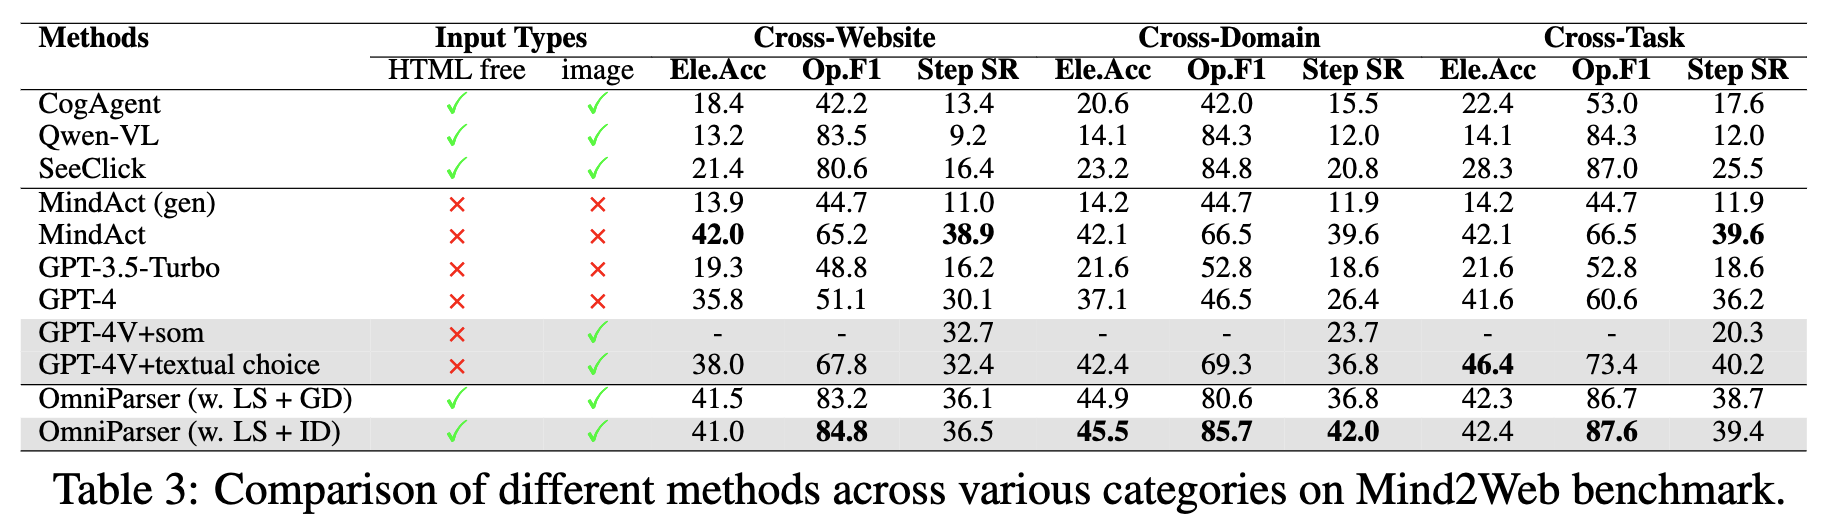 Methods Input Types Cross-Website Cross-Domain Cross-Task
HTML free image Ele.Acc Op.F1 Step SR Ele.Acc Op.F1 Step SR Ele.Acc Op.F1 Step SR
CogAgent ✓ ✓ 18.4 42.2 13.4 20.6 42.0 15.5 22.4 53.0 17.6
Qwen-VL ✓ ✓ 13.2 83.5 9.2 14.1 84.3 12.0 14.1 84.3 12.0
SeeClick ✓ ✓ 21.4 80.6 16.4 23.2 84.8 20.8 28.3 87.0 25.5
MindAct (gen) × × 13.9 44.7 11.0 14.2 44.7 11.9 14.2 44.7 11.9
MindAct × × 42.0 65.2 38.9 42.1 66.5 39.6 42.1 66.5 39.6
GPT-3.5-Turbo × × 19.3 48.8 16.2 21.6 52.8 18.6 21.6 52.8 18.6
GPT-4 × × 35.8 51.1 30.1 37.1 46.5 26.4 41.6 60.6 36.2
GPT-4V+som × ✓ - - 32.7 - - 23.7 - - 20.3
GPT-4V+textual choice × ✓ 38.0 67.8 32.4 42.4 69.3 36.8 46.4 73.4 40.2
OmniParser (w. LS + GD) ✓ ✓ 41.5 83.2 36.1 44.9 80.6 36.8 42.3 86.7 38.7
OmniParser (w. LS + ID) ✓ ✓ 41.0 84.8 36.5 45.5 85.7 42.0 42.4 87.6 39.4
Table 3: Comparison of different methods across various categories on Mind2Web benchmark.